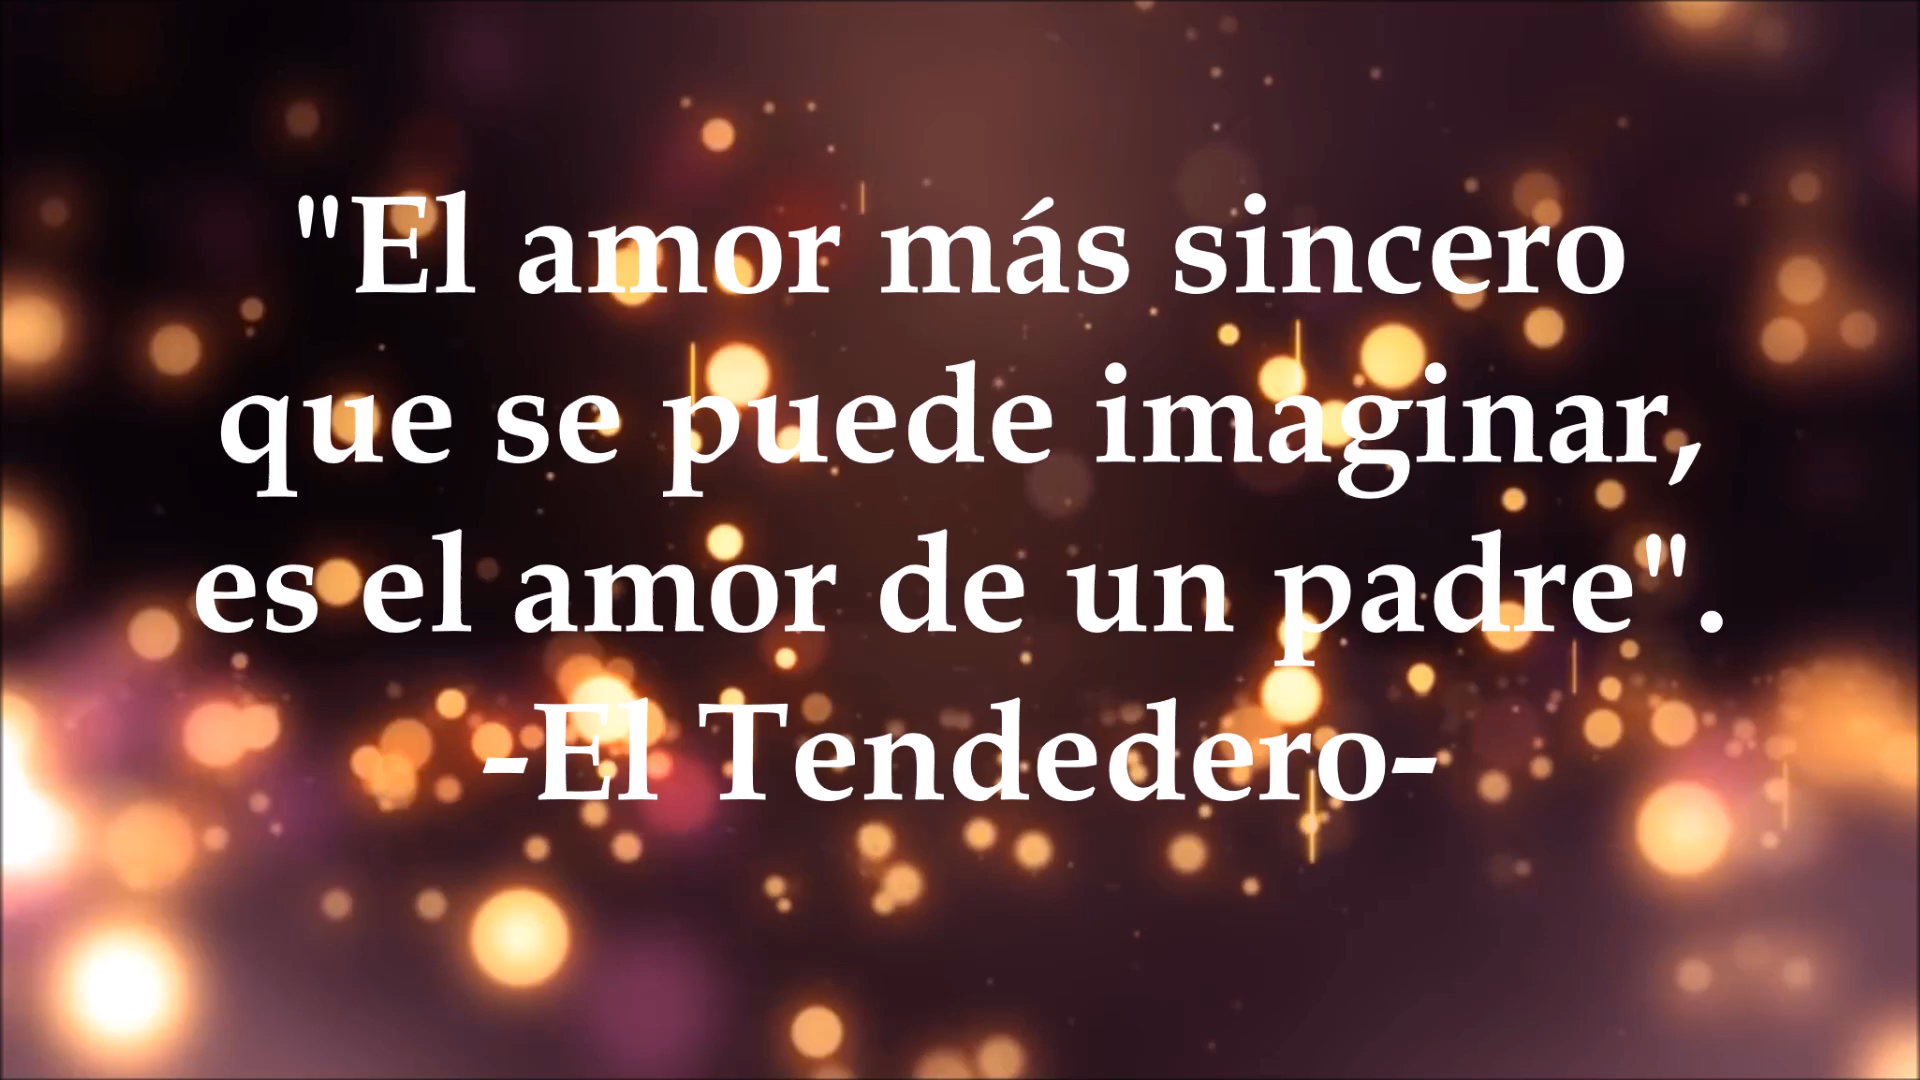 "El amor más sincero
que se puede imaginar,
es el amor de un padre".
-El Tendedero-